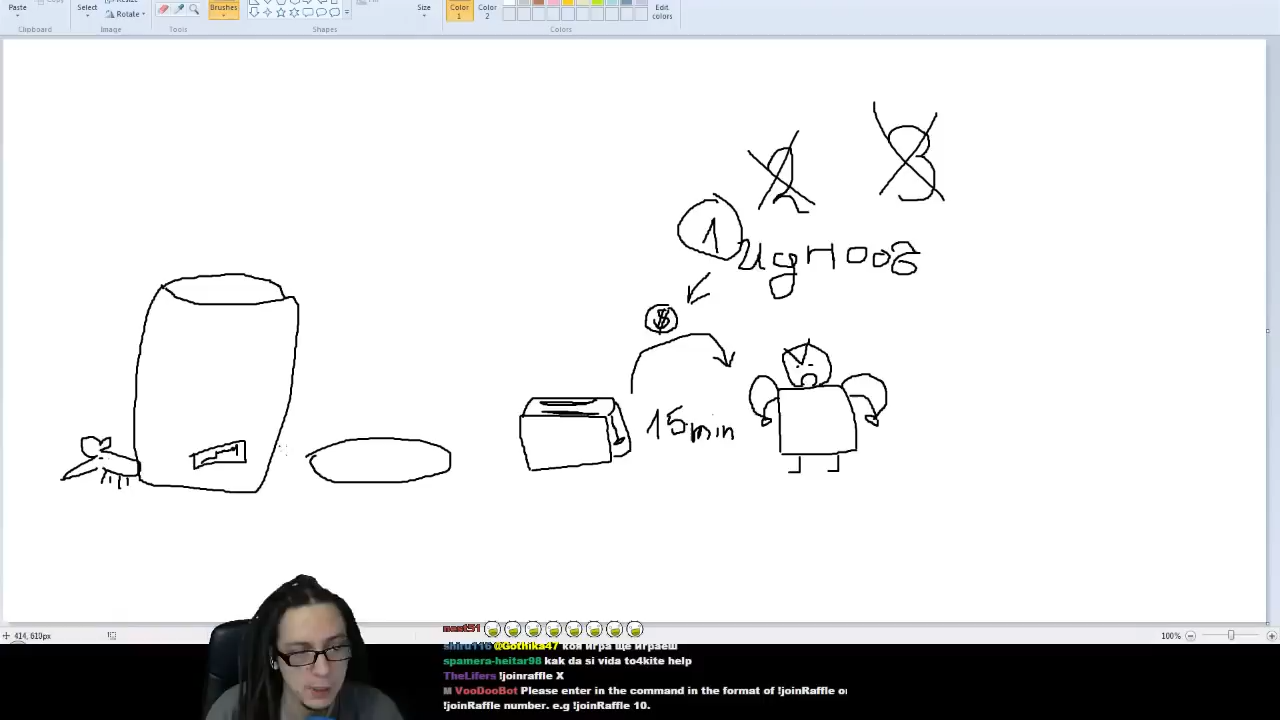 Paste
Select
Rotate
Brushes
Size
Color 1
Color 2
Edit colors
Clipboard
Image
Tools
Shapes
Colors
2
3
1
$
15min
414, 610px
100%
nest51
shiru116 @Gothika47 коя игра ще играеш
spamera-heitar98 kak da si vida to4kite help
TheLifers !joinraffle X
M VooDooBot Please enter in the command in the format of !joinRaffle or
!joinRaffle number. e.g !joinRaffle 10.